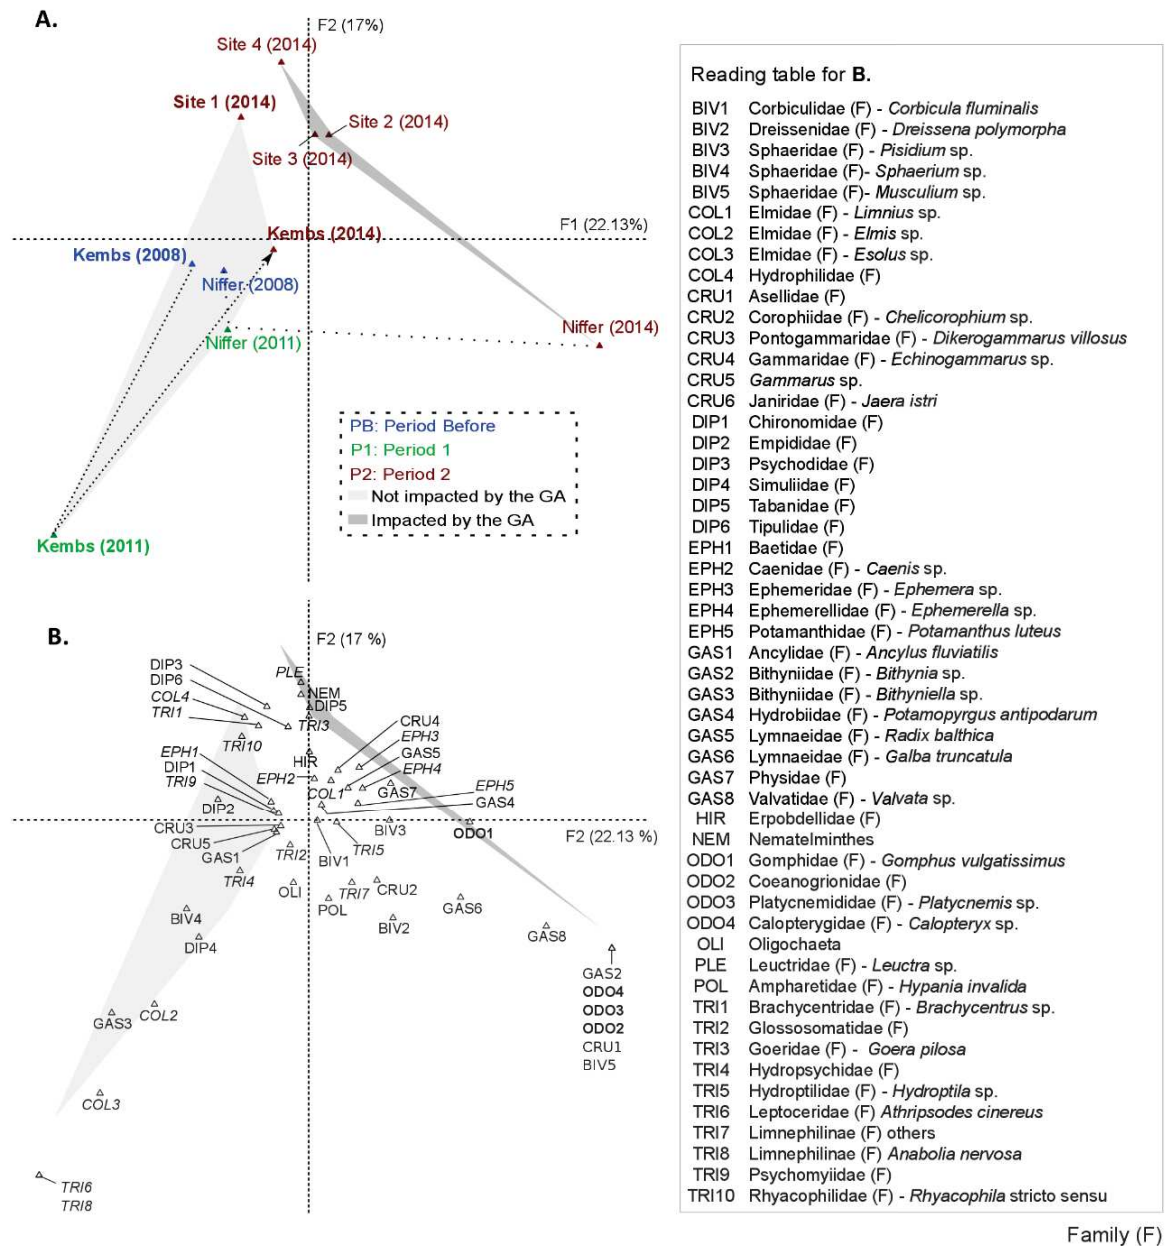 A.
F2 (17%)
Site 4 (2014)
Site 1 (2014)
Site 2 (2014)
Site 3 (2014)
F1 (22.13%)
Kembs (2014)
Kembs (2008)
Niffer (2008)
Niffer (2014)
Niffer (2011)
PB: Period Before
P1: Period 1
P2: Period 2
Not impacted by the GA
Impacted by the GA
Kembs (2011)
B.
F2 (17 %)
DIP3
PLE
DIP6
NEM
COL4
DIP5
TRI1
TRI3
CRU4
TRI10
EPH3
HIR
GAS5
EPH1
EPH2
EPH4
DIP1
COL1
GAS7
EPH5
TRI9
GAS4
DIP2
F2 (22.13 %)
CRU3
BIV3
ODO1
CRU5
TRI5
GAS1
TRI2
BIV1
TRI4
OLI
TRI7
CRU2
POL
GAS6
BIV4
BIV2
GAS8
DIP4
GAS2
ODO4
ODO3
ODO2
CRU1
BIV5
GAS3
COL2
COL3
TRI6
TRI8
Reading table for B.
BIV1 Corbiculidae (F) - Corbicula fluminalis
BIV2 Dreissenidae (F) - Dreissena polymorpha
BIV3 Sphaeridae (F) - Pisidium sp.
BIV4 Sphaeridae (F)- Sphaerium sp.
BIV5 Sphaeridae (F)- Musculium sp.
COL1 Elmidae (F) - Limnius sp.
COL2 Elmidae (F) - Elmis sp.
COL3 Elmidae (F) - Esolus sp.
COL4 Hydrophilidae (F)
CRU1 Asellidae (F)
CRU2 Corophiidae (F) - Chelicorophium sp.
CRU3 Pontogammaridae (F) - Dikerogammarus villosus
CRU4 Gammaridae (F) - Echinogammarus sp.
CRU5 Gammarus sp.
CRU6 Janiridae (F) - Jaera istri
DIP1 Chironomidae (F)
DIP2 Empididae (F)
DIP3 Psychodidae (F)
DIP4 Simuliidae (F)
DIP5 Tabanidae (F)
DIP6 Tipulidae (F)
EPH1 Baetidae (F)
EPH2 Caenidae (F) - Caenis sp.
EPH3 Ephemeridae (F) - Ephemera sp.
EPH4 Ephemerellidae (F) - Ephemerella sp.
EPH5 Potamanthidae (F) - Potamanthus luteus
GAS1 Ancylidae (F) - Ancylus fluviatilis
GAS2 Bithyniidae (F) - Bithynia sp.
GAS3 Bithyniidae (F) - Bithyniella sp.
GAS4 Hydrobiidae (F) - Potamopyrgus antipodarum
GAS5 Lymnaeidae (F) - Radix balthica
GAS6 Lymnaeidae (F) - Galba truncatula
GAS7 Physidae (F)
GAS8 Valvatidae (F) - Valvata sp.
HIR Erpobdellidae (F)
NEM Nematelminthes
ODO1 Gomphidae (F) - Gomphus vulgatissimus
ODO2 Coeanogrionidae (F)
ODO3 Platycnemididae (F) - Platycnemis sp.
ODO4 Calopterygidae (F) - Calopteryx sp.
OLI Oligochaeta
PLE Leuctridae (F) - Leuctra sp.
POL Ampharetidae (F) - Hypania invalida
TRI1 Brachycentridae (F) - Brachycentrus sp.
TRI2 Glossosomatidae (F)
TRI3 Goeridae (F) - Goera pilosa
TRI4 Hydropsychidae (F)
TRI5 Hydroptilidae (F) - Hydroptila sp.
TRI6 Leptoceridae (F) Athripsodes cinereus
TRI7 Limnephilinae (F) others
TRI8 Limnephilinae (F) Anabolia nervosa
TRI9 Psychomyiidae (F)
TRI10 Rhyacophilidae (F) - Rhyacophila stricto sensu
Family (F)